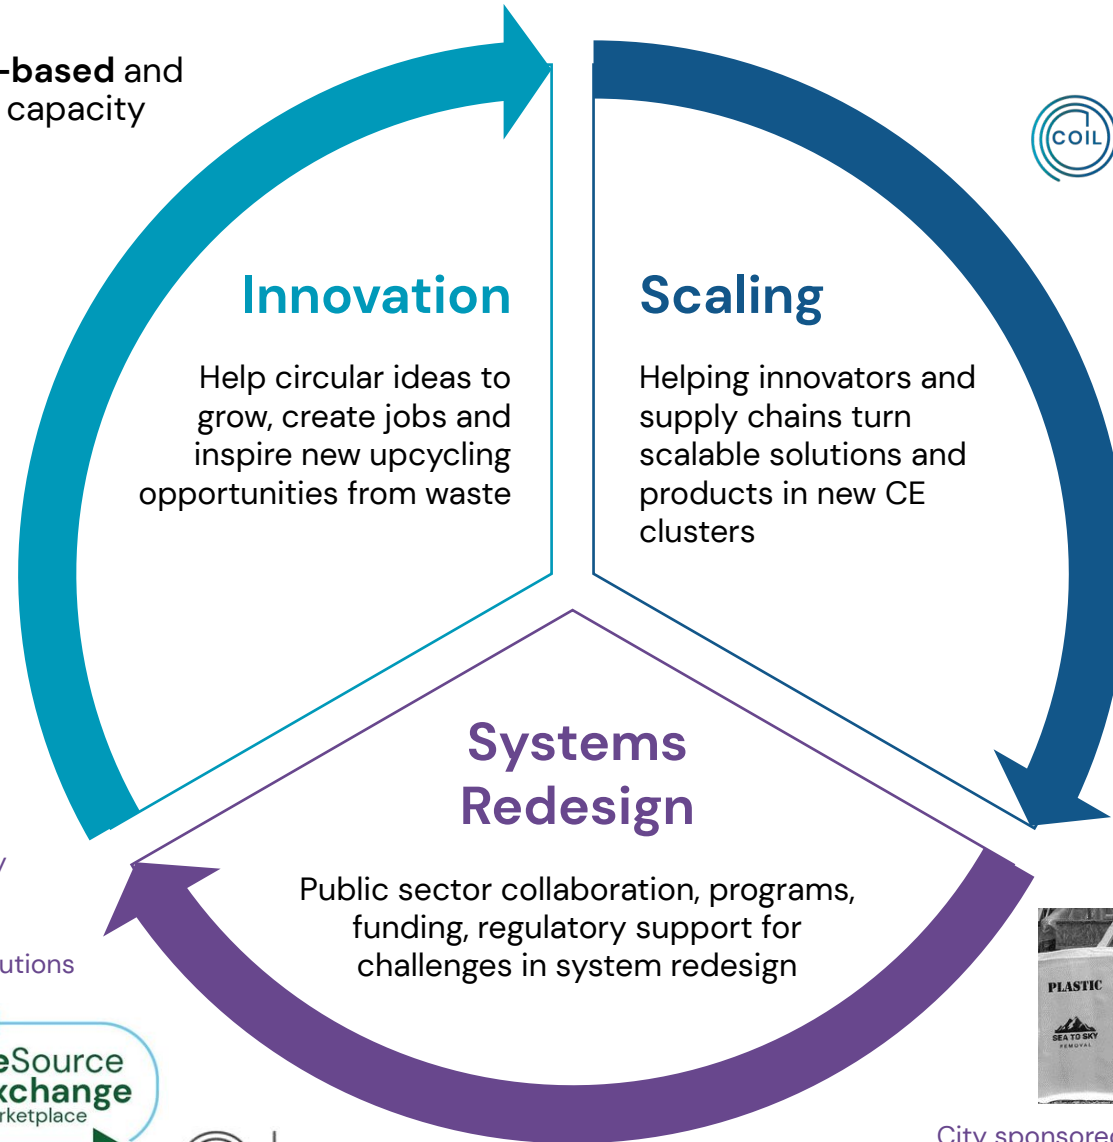 -based and
capacity
COIL
Innovation
Help circular ideas to
grow, create jobs and
inspire new upcycling
opportunities from waste
Scaling
Helping innovators and
supply chains turn
scalable solutions and
products in new CE
clusters
Systems
Redesign
Public sector collaboration, programs,
funding, regulatory support for
challenges in system redesign
utions
eSource
xchange
rketplace
PLASTIC
SEA TO SKY
REMOVAL
City sponsored